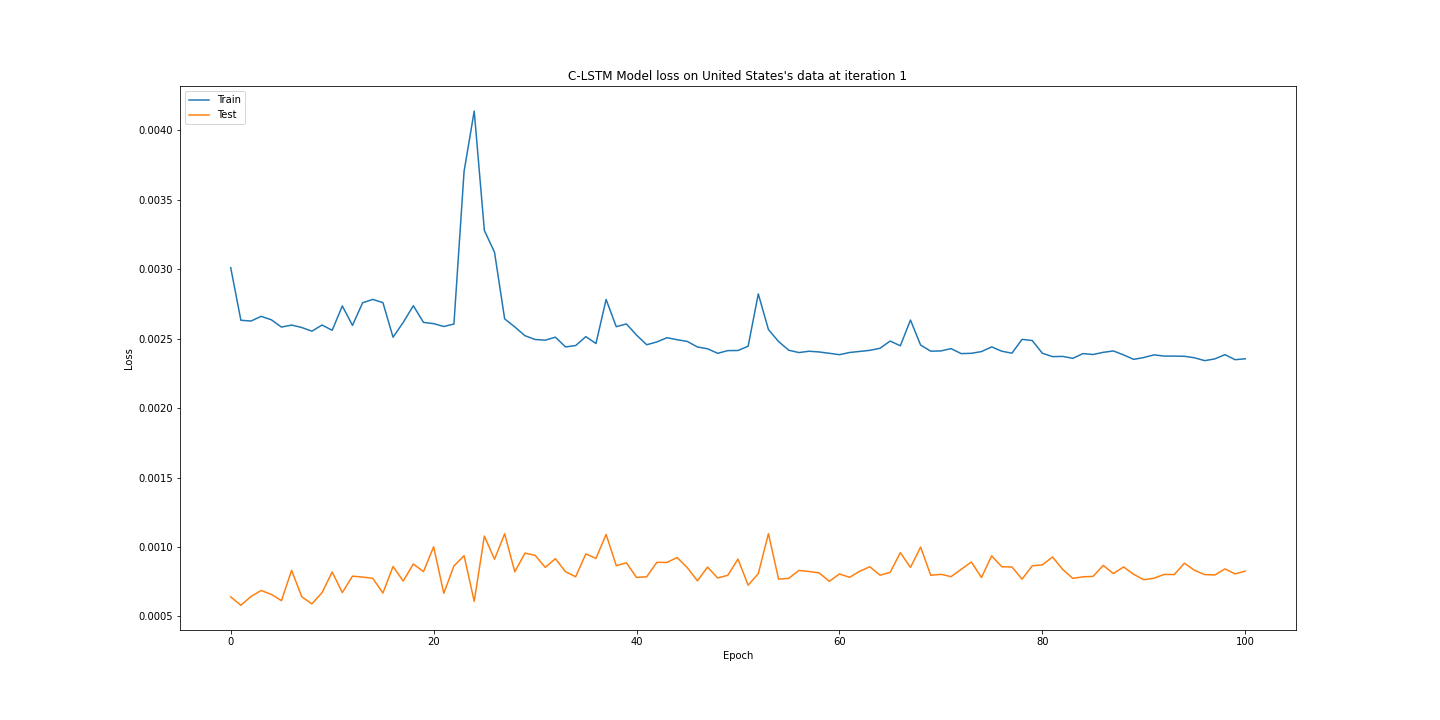 C-LSTM Model loss on United States's data at iteration 1
Train
Test
0.0040
0.0035
0.0030
0.0025
0.0020
0.0015
0.0010
0.0005
Loss
0 20 40 60 80 100
Epoch